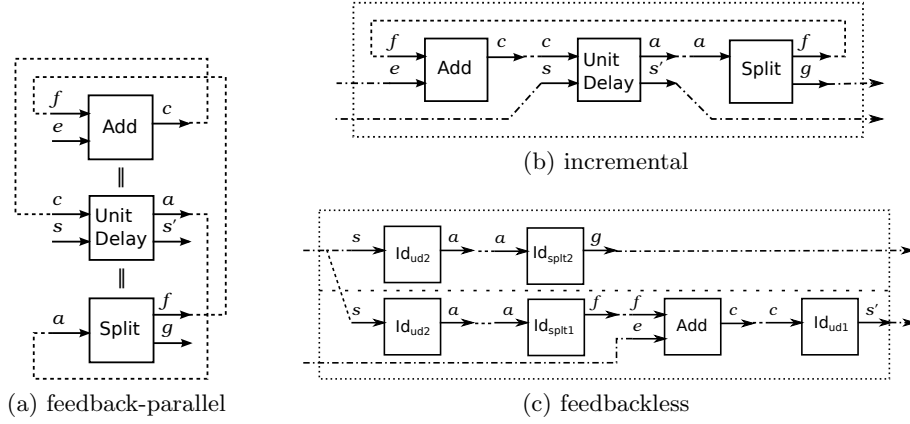 f
e
Add
c
||
c
s
Unit
Delay
a
s′
||
a
Split
f
g
(a) feedback-parallel
f
e
Add
c
c
s
Unit
Delay
a
s′
a
Split
f
g
(b) incremental
s
Id_ud2
a
a
Id_splt2
g
s
Id_ud2
a
a
Id_splt1
f
f
e
Add
c
c
Id_ud1
s′
(c) feedbackless